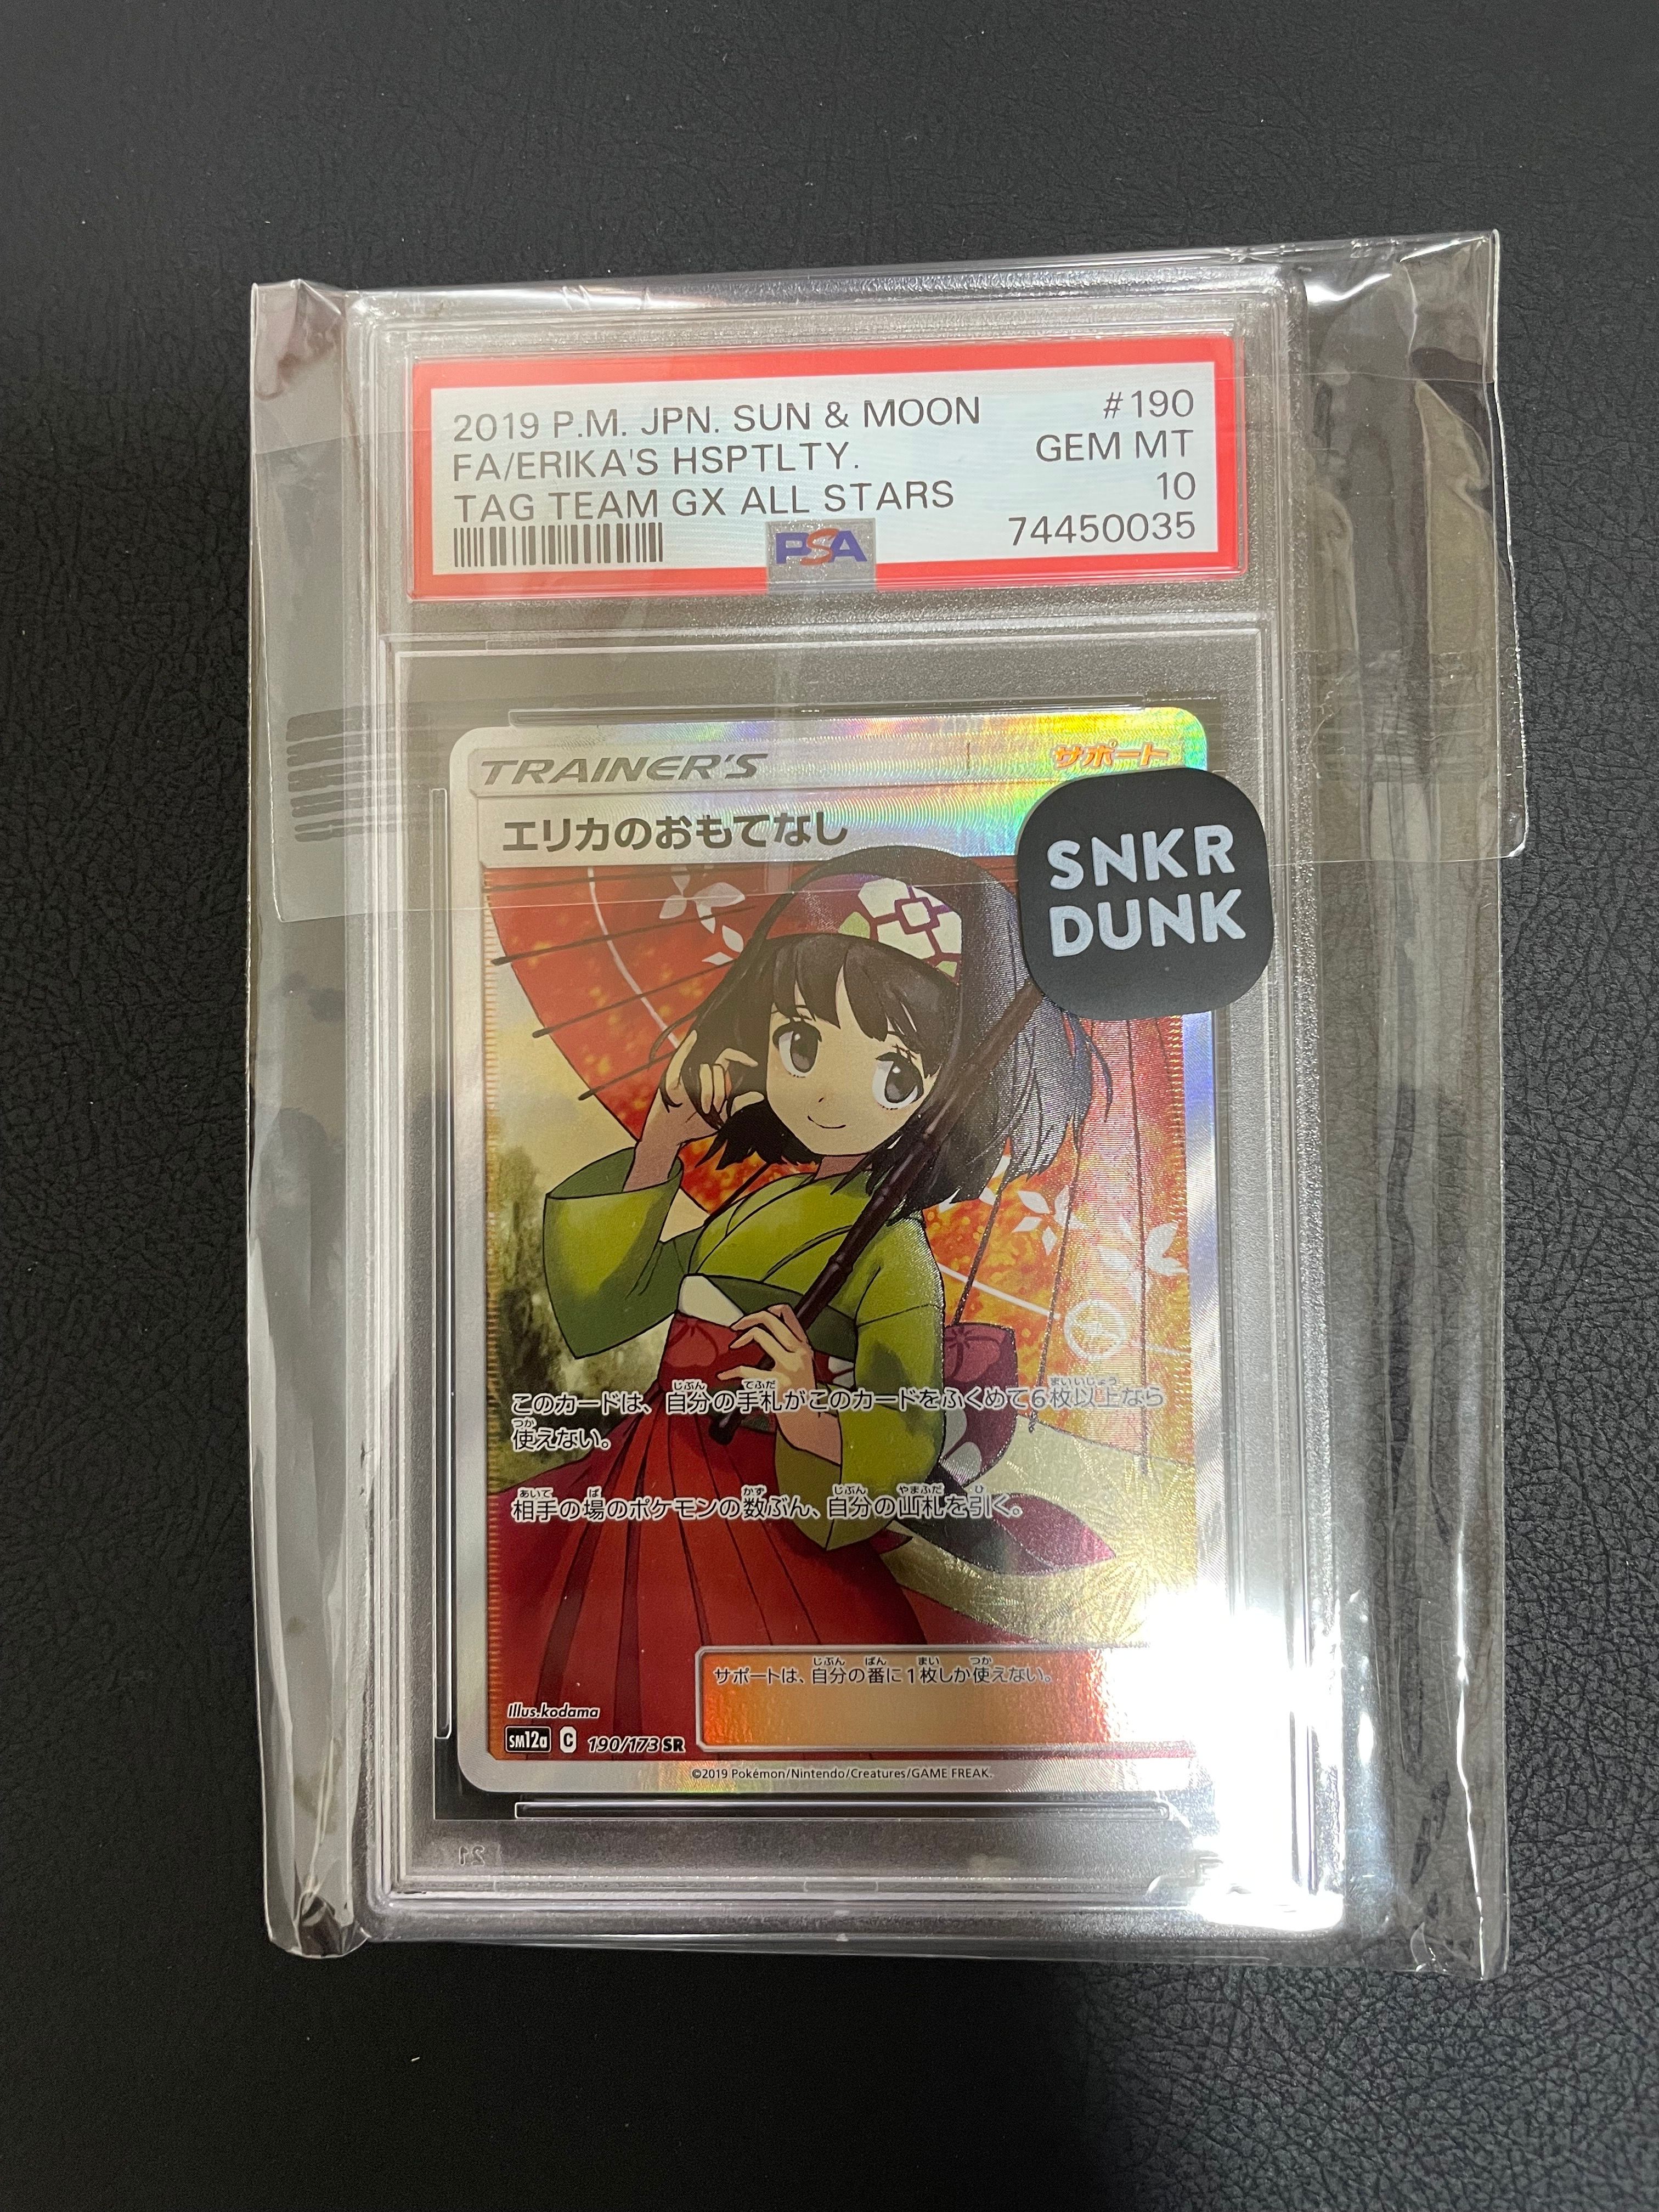 2019 P.M. JPN. SUN & MOON #190
FA/ERIKA'S HSPTLTY. GEM MT
TAG TEAM GX ALL STARS 10
PSA 74450035
TRAINER'S サポート
エリカのおもてなし
SNKR
DUNK
このカードは、自分の手札がこのカードをふくめて6枚以上なら
使えない。
相手の場のポケモンの数ぶん、自分の山札を引く。
サポートは、自分の番に1枚しか使えない。
Illus.kodama
SM12a C 190/173 SR
©2019 Pokémon/Nintendo/Creatures/GAME FREAK.